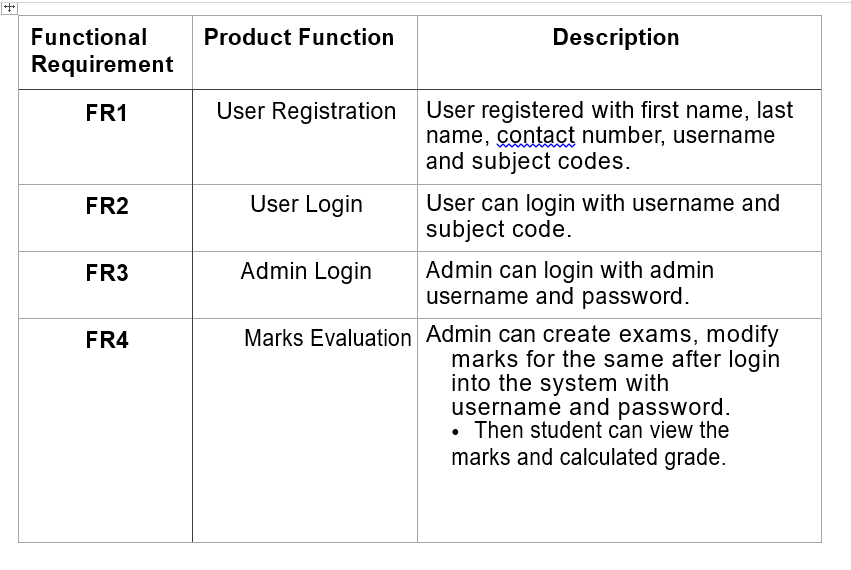 Functional Product Function Description
Requirement
FR1 User Registration User registered with first name, last
name, contact number, username
and subject codes.
FR2 User Login User can login with username and
subject code.
FR3 Admin Login Admin can login with admin
username and password.
FR4 Marks Evaluation Admin can create exams, modify
marks for the same after login
into the system with
username and password.
• Then student can view the
marks and calculated grade.